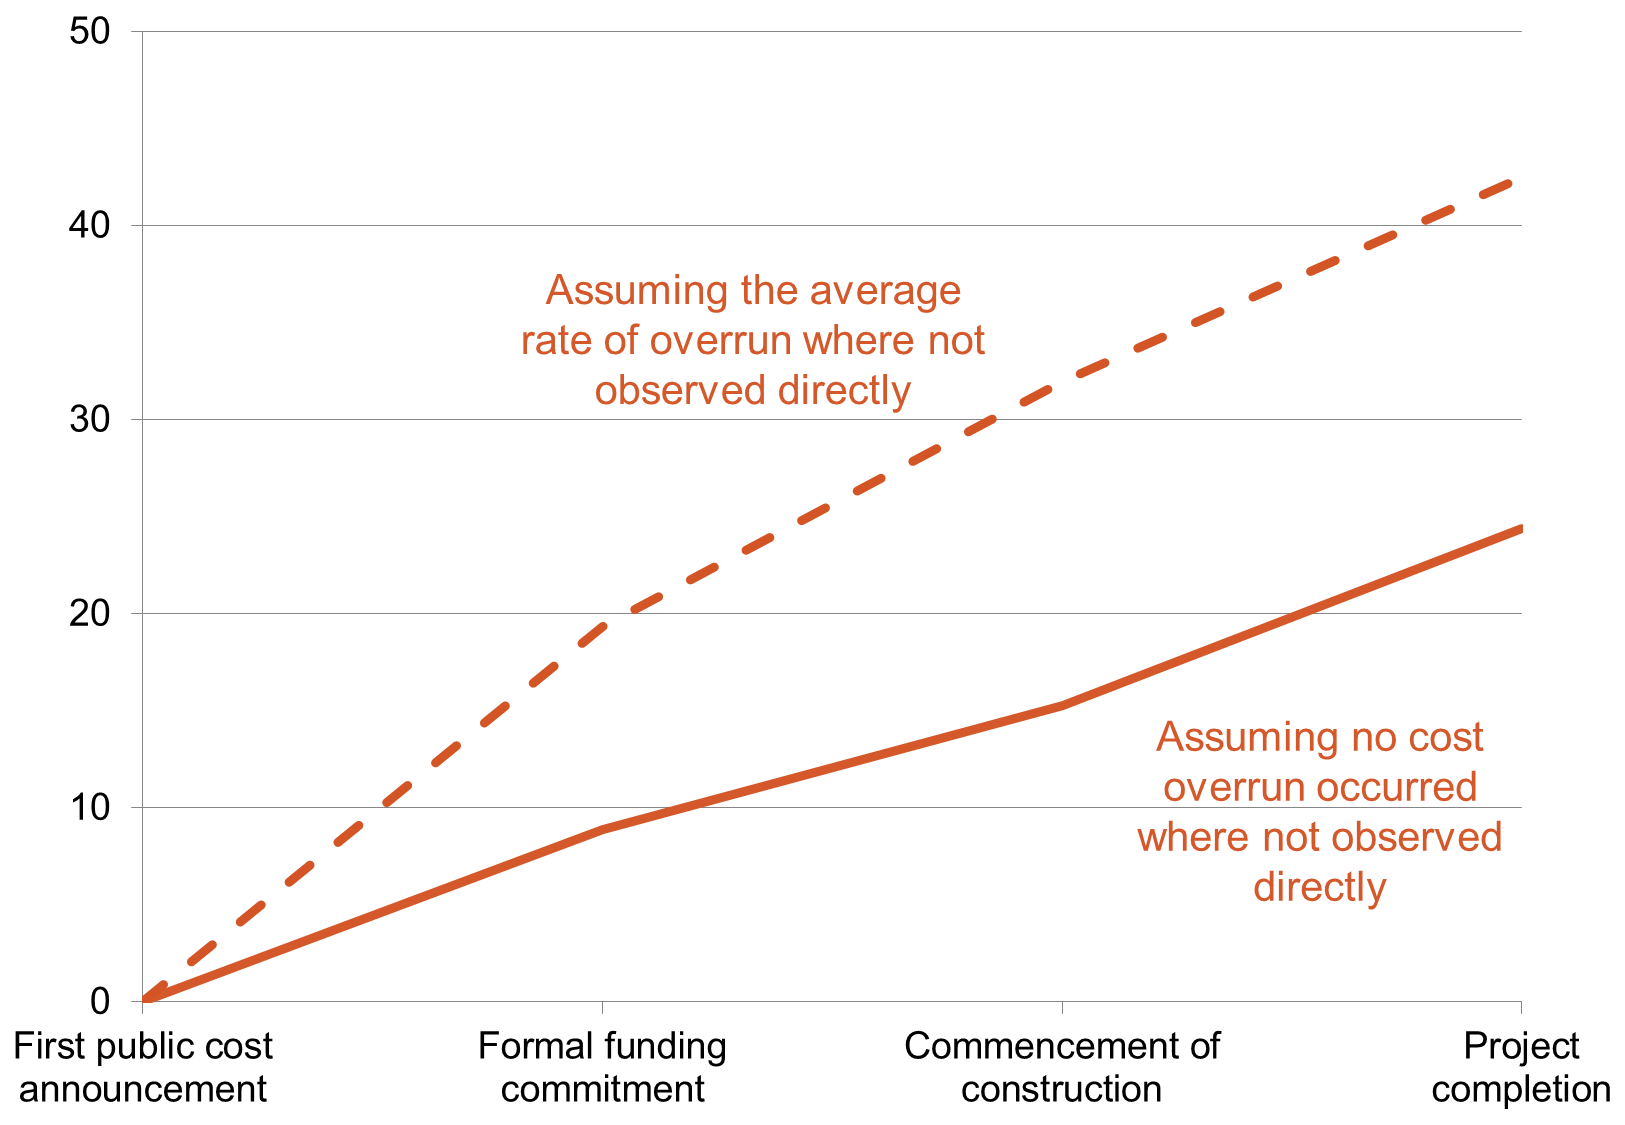 50
40
30
20
10
0
Assuming the average
rate of overrun where not
observed directly
Assuming no cost
overrun occurred
where not observed
directly
First public cost
announcement
Formal funding
commitment
Commencement of
construction
Project
completion